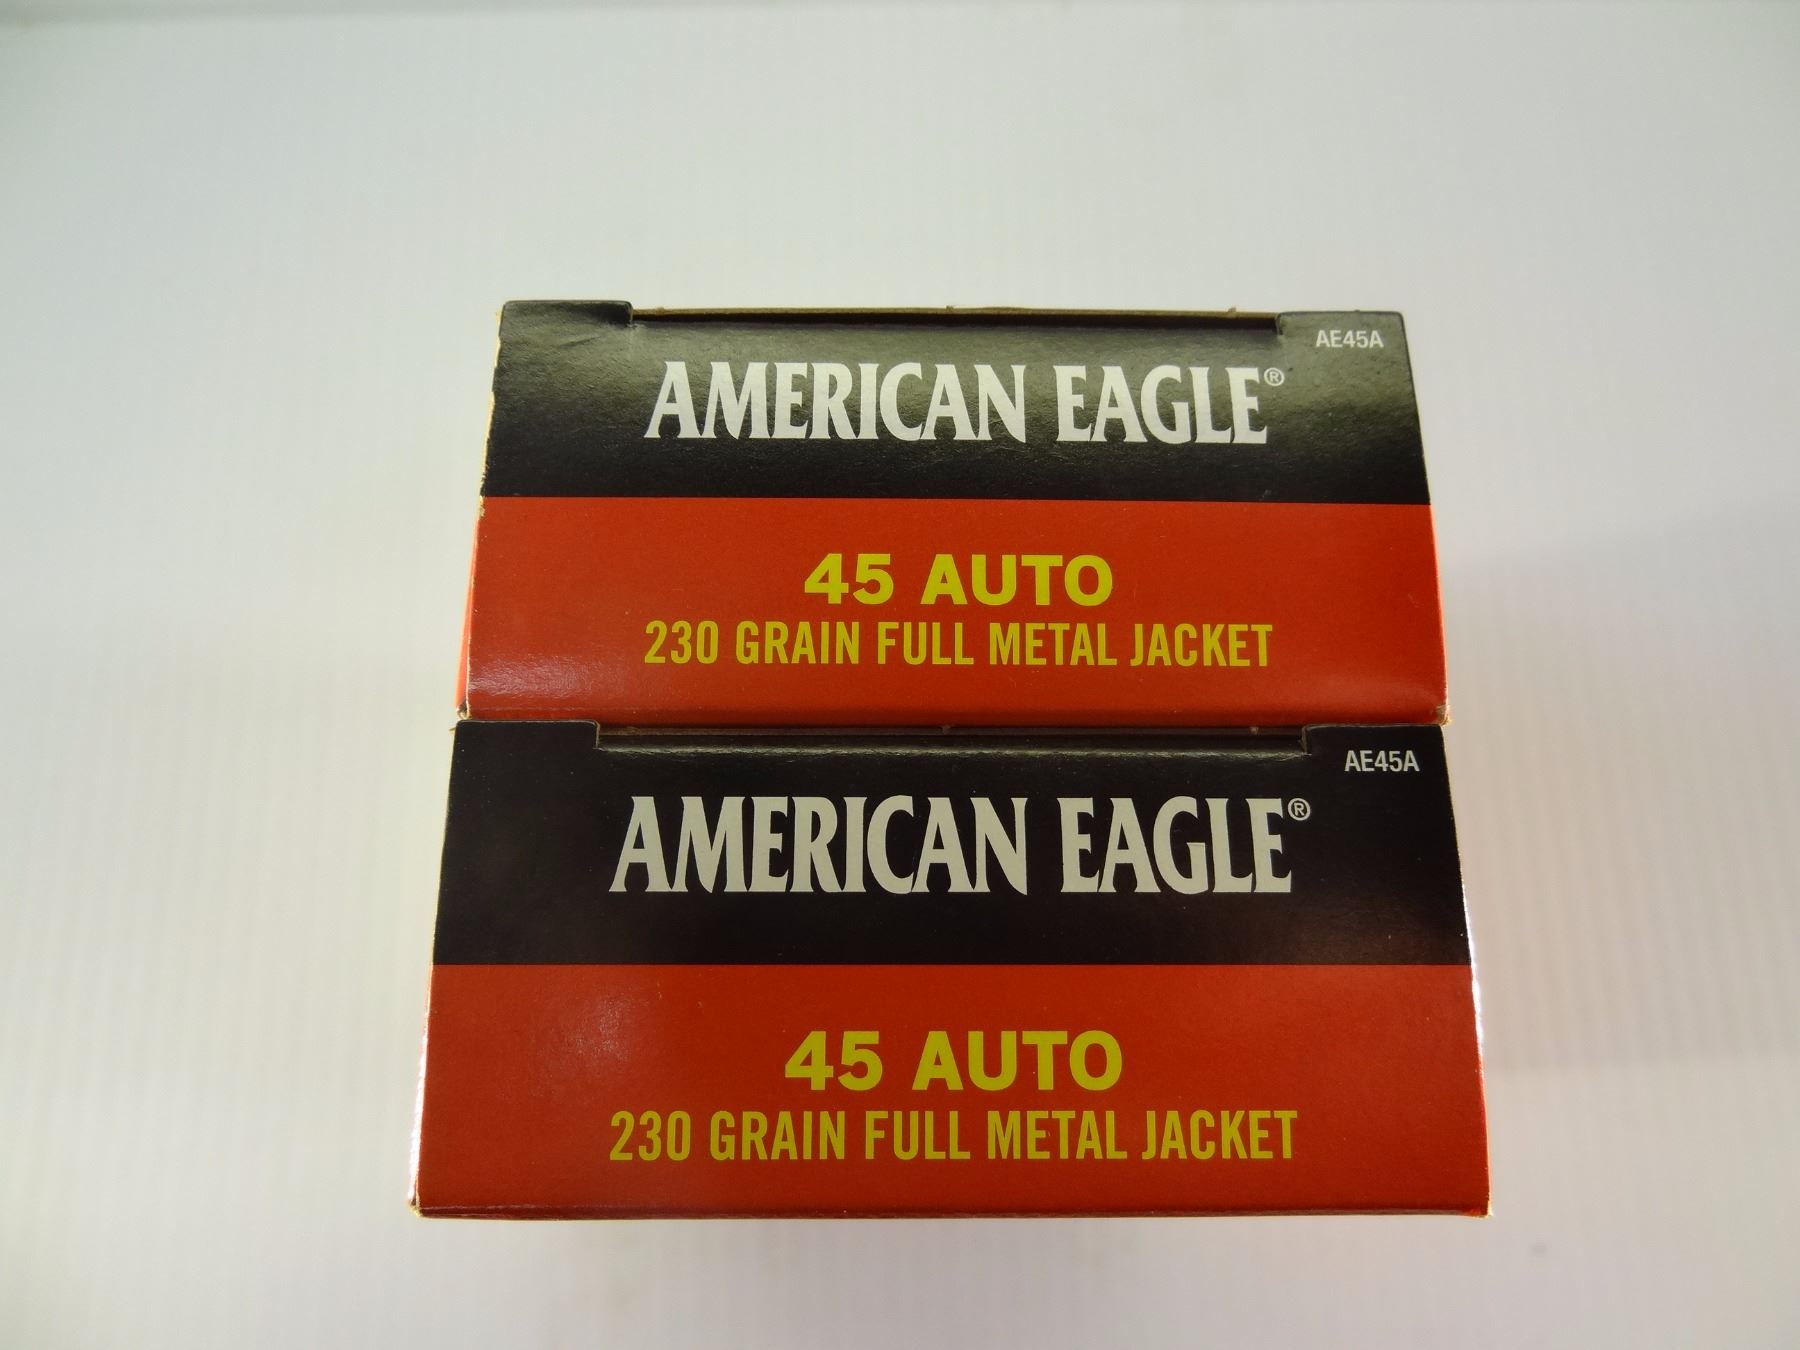 AE45A
AMERICAN EAGLE®
45 AUTO
230 GRAIN FULL METAL JACKET
AE45A
AMERICAN EAGLE®
45 AUTO
230 GRAIN FULL METAL JACKET